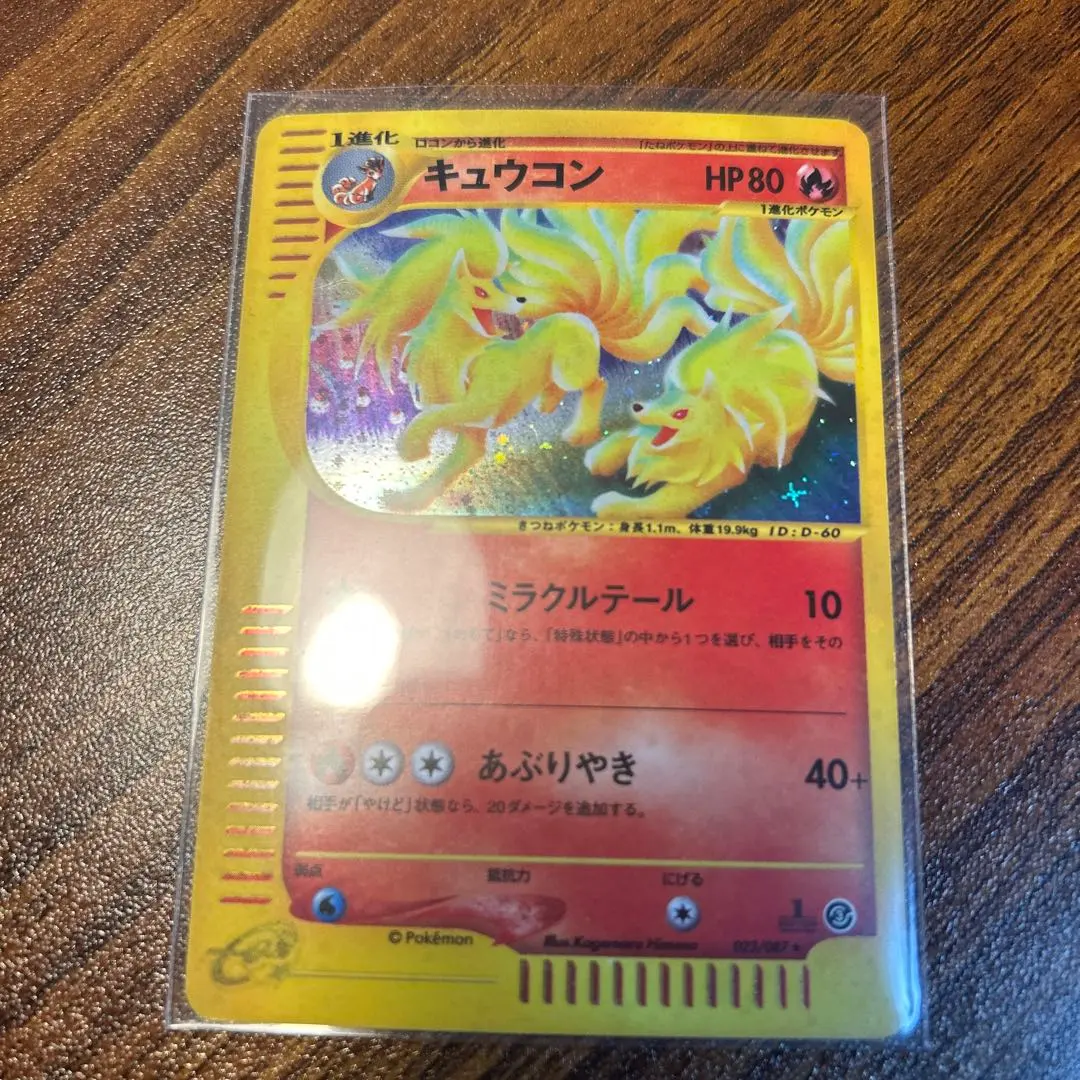 1進化
ロコンから進化
「たねポケモン」の上に重ねて進化させます。
キュウコン
HP80
1進化ポケモン
きつねポケモン：身長1.1m、体重19.9kg ID:D-60
ミラクルテール 10
なら、「特殊状態」の中から1つを選び、相手をその
あぶりやき 40+
相手が「やけど」状態なら、20ダメージを追加する。
弱点
抵抗力
にげる
© Pokémon
Illus. Kagemaru Himeno
1